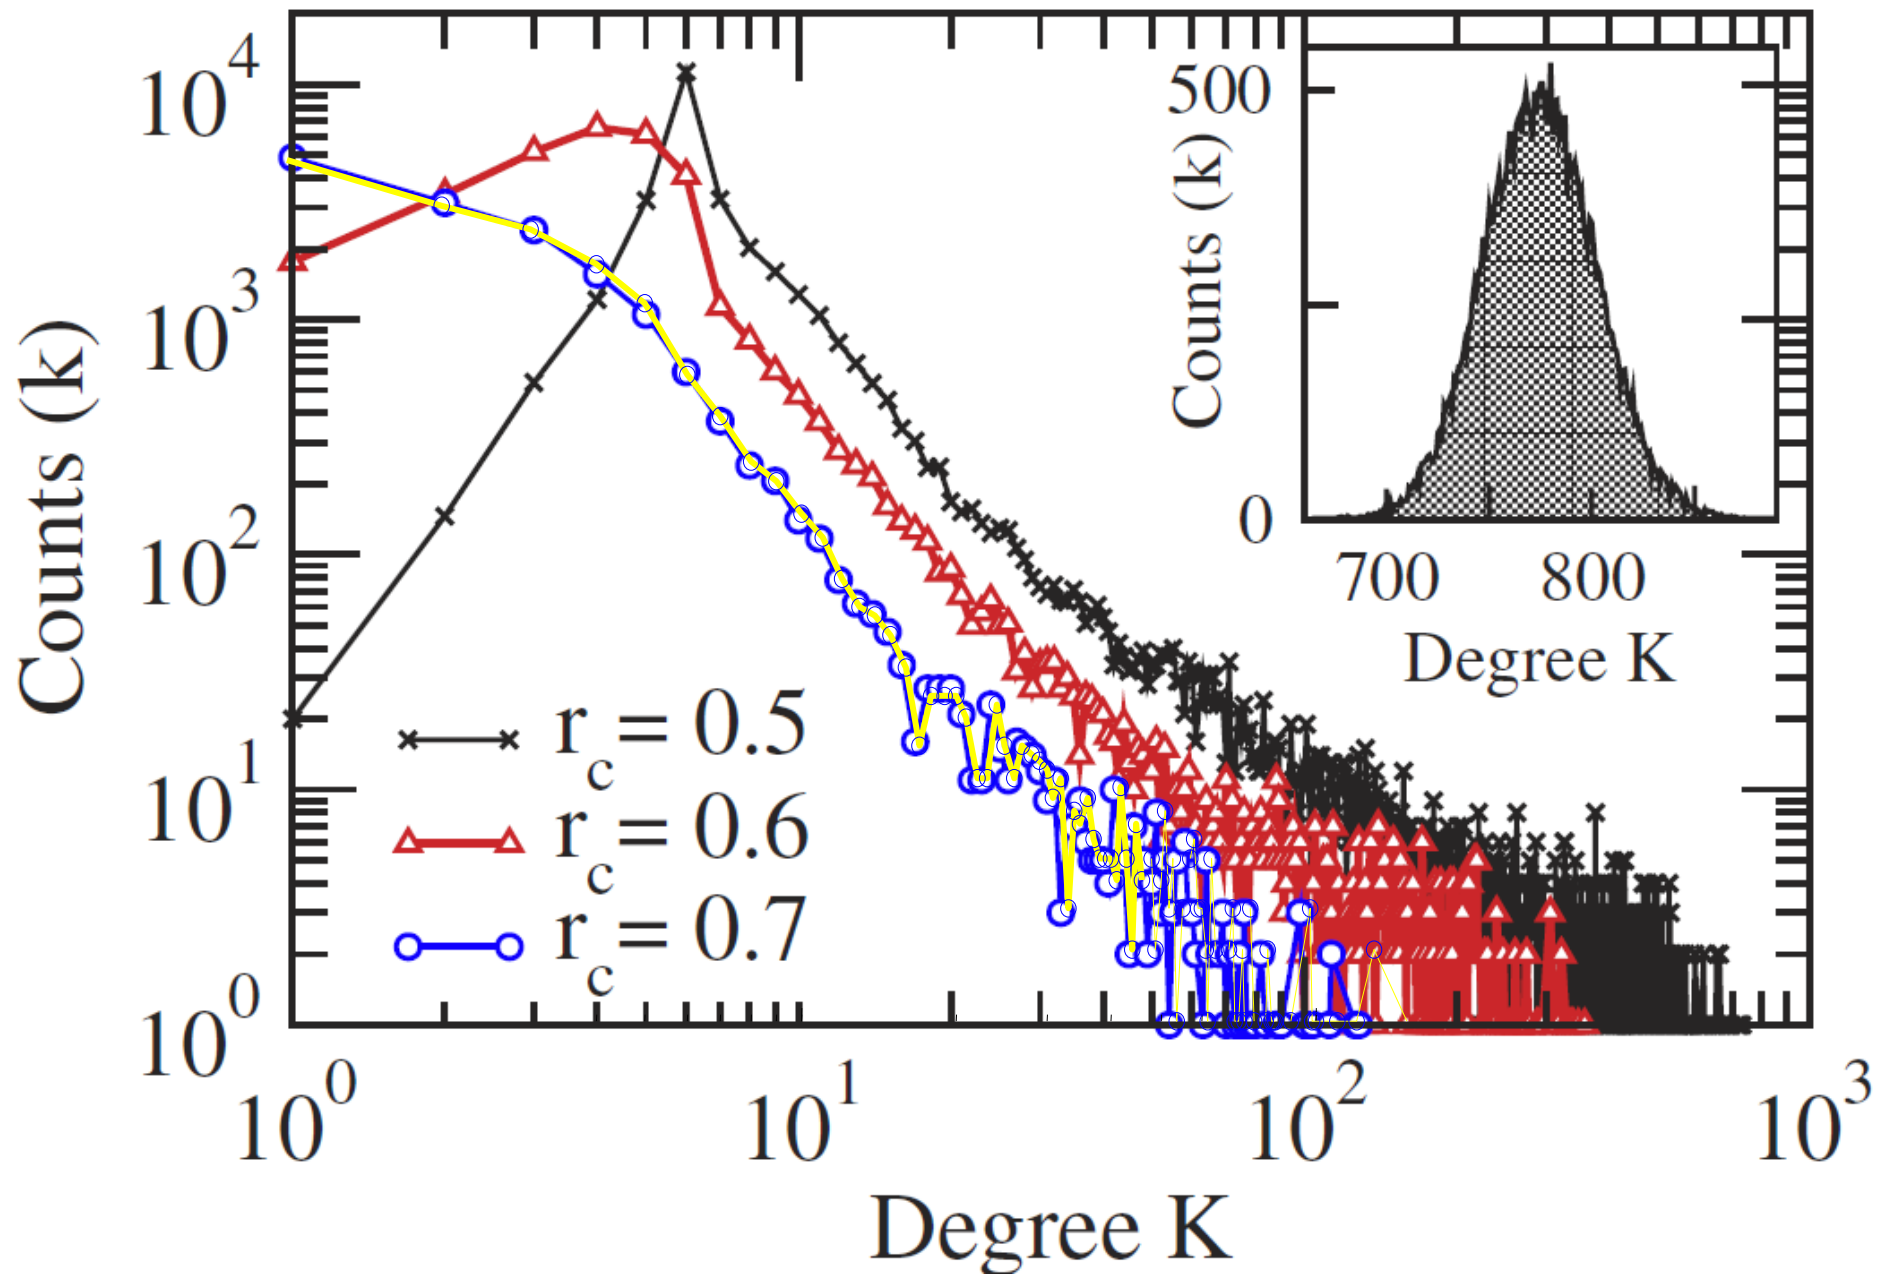 10^4
10^3
10^2
10^1
10^0
Counts (k)
10^0
10^1
10^2
10^3
Degree K
r_c = 0.5
r_c = 0.6
r_c = 0.7
500
0
Counts (k)
700
800
Degree K